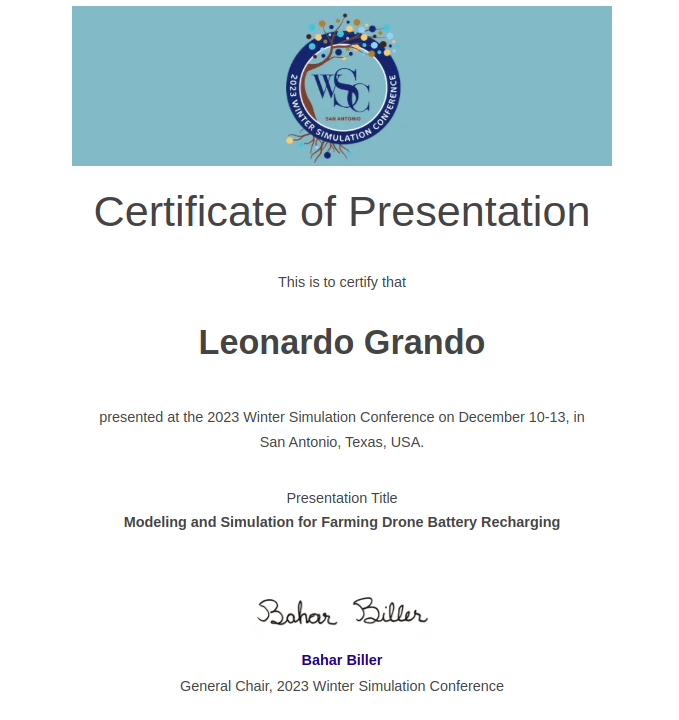 WSC
SAN ANTONIO
2023 WINTER SIMULATION CONFERENCE
Certificate of Presentation
This is to certify that
Leonardo Grando
presented at the 2023 Winter Simulation Conference on December 10-13, in
San Antonio, Texas, USA.
Presentation Title
Modeling and Simulation for Farming Drone Battery Recharging
Bahar Biller
Bahar Biller
General Chair, 2023 Winter Simulation Conference